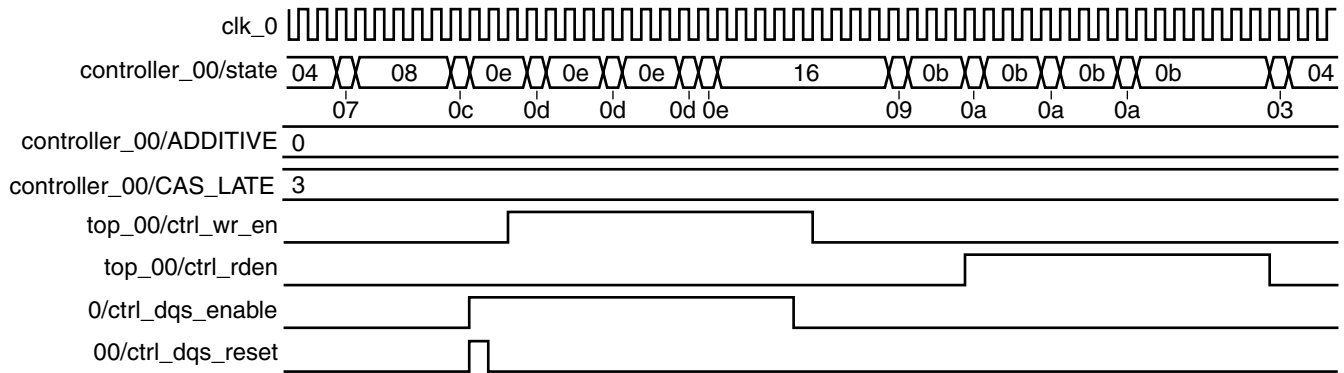 clk_0
controller_00/state 04 08 0e 0e 0e 16 0b 0b 0b 0b 04
07 0c 0d 0d 0d 0e 09 0a 0a 0a 03
controller_00/ADDITIVE 0
controller_00/CAS_LATE 3
top_00/ctrl_wr_en
top_00/ctrl_rden
0/ctrl_dqs_enable
00/ctrl_dqs_reset